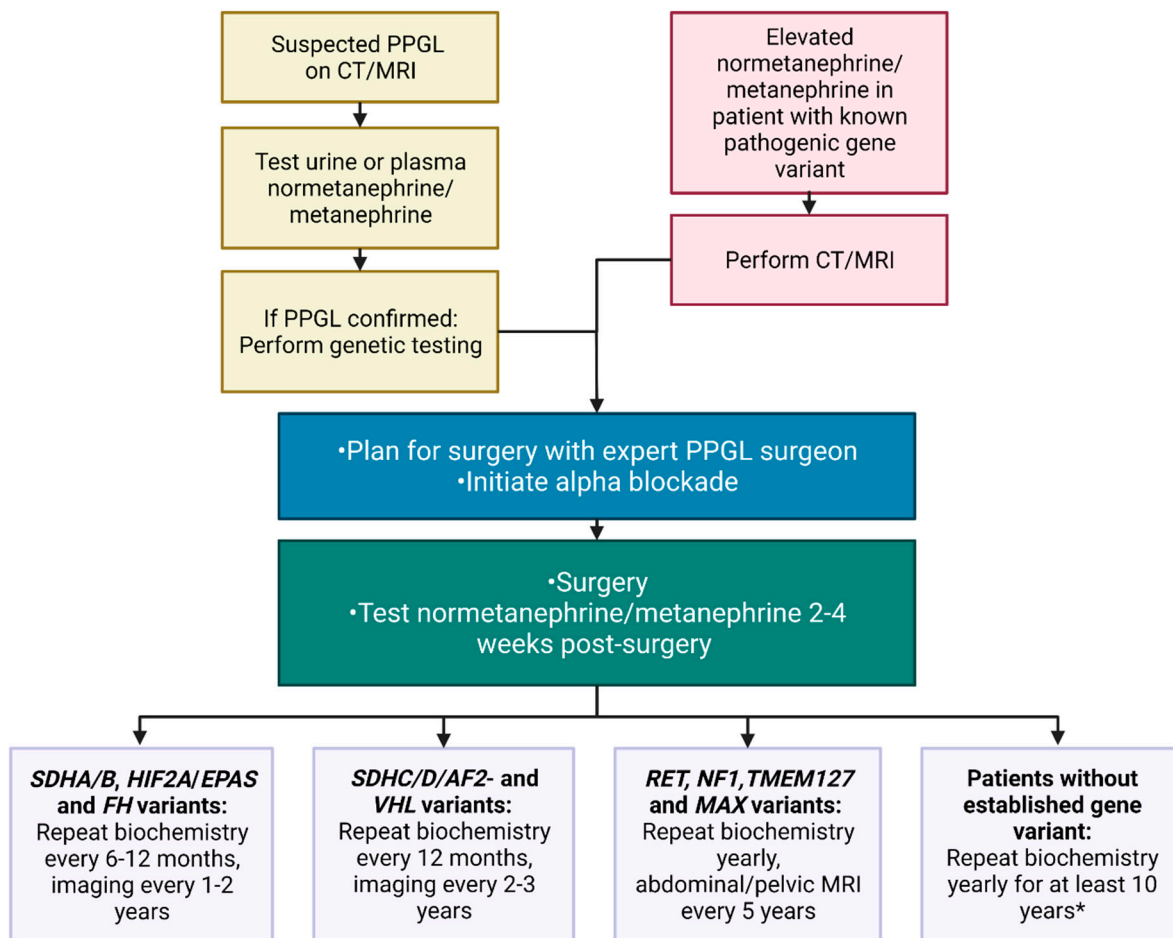 Suspected PPGL
on CT/MRI
Test urine or plasma
normetanephrine/
metanephrine
If PPGL confirmed:
Perform genetic testing
Elevated
normetanephrine/
metanephrine in
patient with known
pathogenic gene
variant
Perform CT/MRI
•Plan for surgery with expert PPGL surgeon
•Initiate alpha blockade
•Surgery
•Test normetanephrine/metanephrine 2-4
weeks post-surgery
SDHA/B, HIF2A/EPAS
and FH variants:
Repeat biochemistry
every 6-12 months,
imaging every 1-2
years
SDHC/D/AF2- and
VHL variants:
Repeat biochemistry
every 12 months,
imaging every 2-3
years
RET, NF1,TMEM127
and MAX variants:
Repeat biochemistry
yearly,
abdominal/pelvic MRI
every 5 years
Patients without
established gene
variant:
Repeat biochemistry
yearly for at least 10
years*